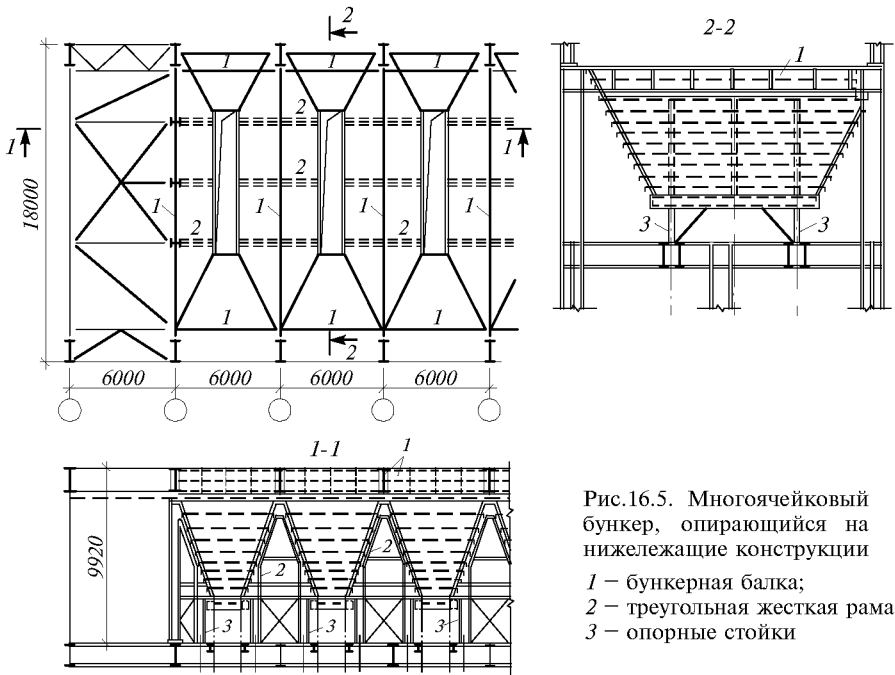 2
2-2
1 1 1
1
2
1 1
2
18000
1 1 1 1
2 2
3 3
1 1 1
2
6000 6000 6000 6000
1-1
1
9920
2 2
3 3 3
Рис.16.5. Многоячейковый
бункер, опирающийся на
нижележащие конструкции
1 – бункерная балка;
2 – треугольная жесткая рама
3 – опорные стойки